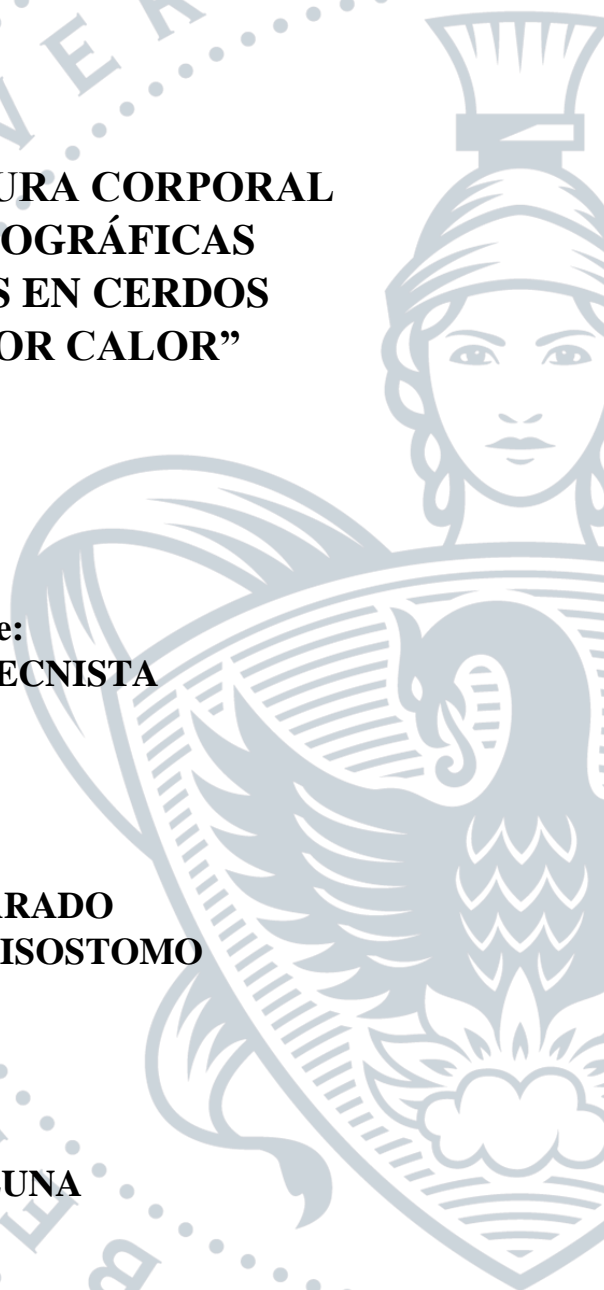 URA CORPORAL
OGRÁFICAS
S EN CERDOS
OR CALOR”
e:
ECNISTA
RADO
ISOSTOMO
UNA